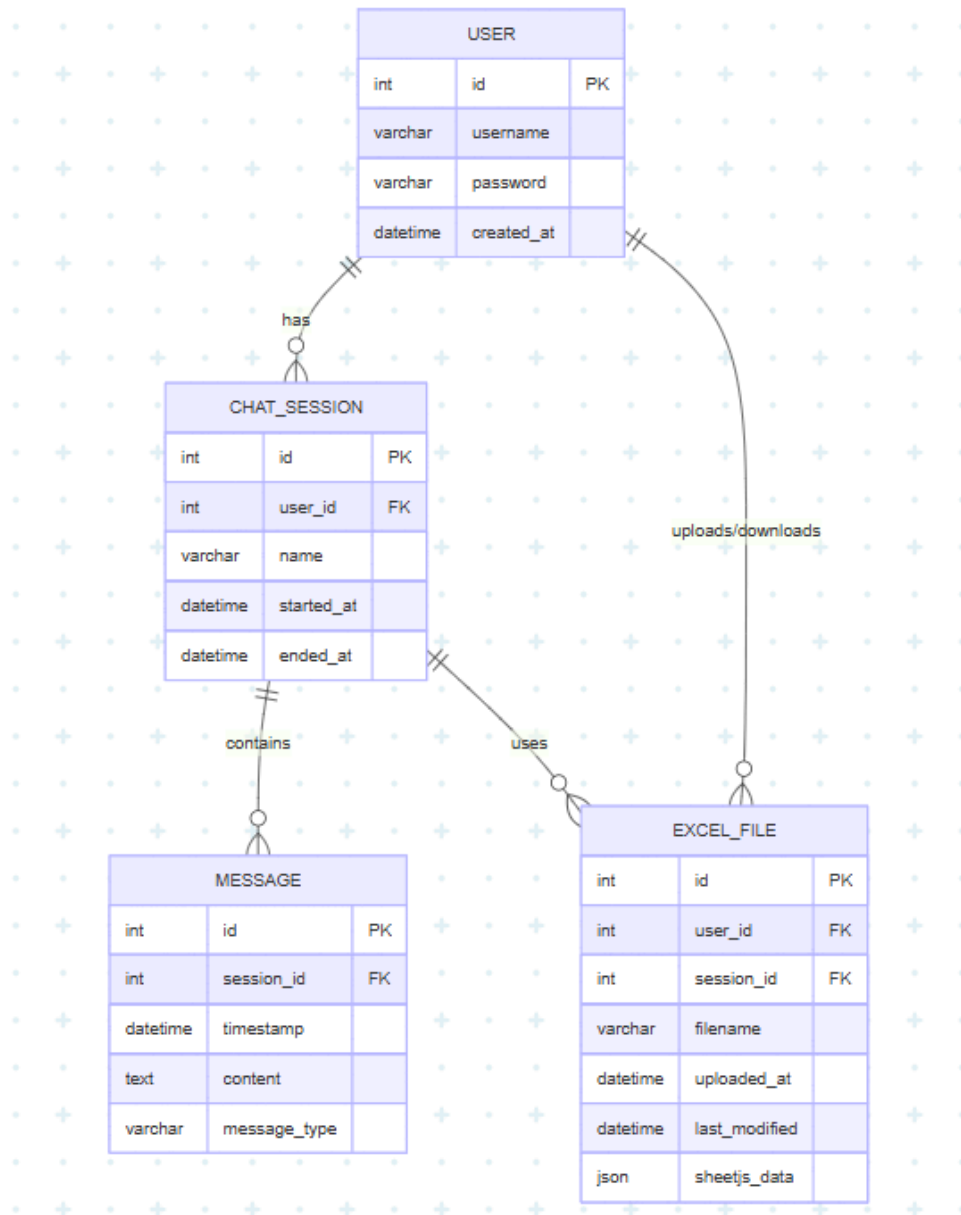 USER
int id PK
varchar username
varchar password
datetime created_at
has
CHAT_SESSION
int id PK
int user_id FK
varchar name
datetime started_at
datetime ended_at
uploads/downloads
contains
uses
MESSAGE
int id PK
int session_id FK
datetime timestamp
text content
varchar message_type
EXCEL_FILE
int id PK
int user_id FK
int session_id FK
varchar filename
datetime uploaded_at
datetime last_modified
json sheetjs_data